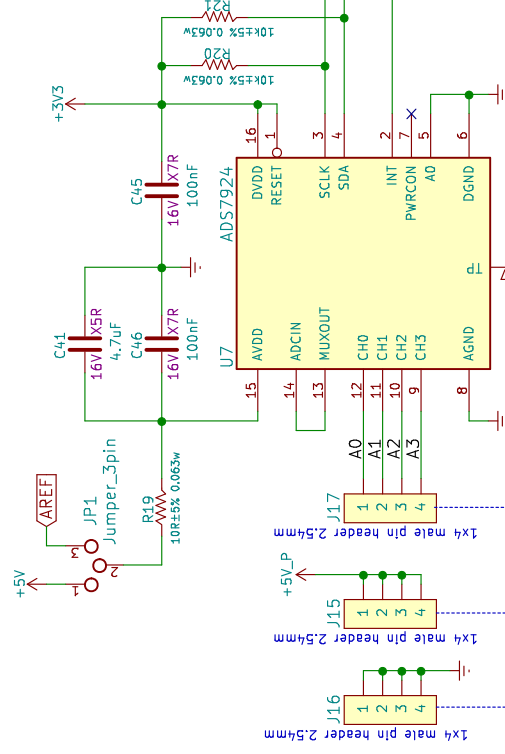 R21
10k±5% 0.063w
R20
10k±5% 0.063w
+3V3
16
1
3
4
2
7
5
6
DVDD
RESET
SCLK
SDA
INT
PWRCON
A0
DGND
C45
X7R
16V
100nF
ADS7924
TP
C41
X5R
16V
4.7uF
C46
X7R
16V
100nF
U7
AVDD
ADCIN
MUXOUT
CH0
CH1
CH2
CH3
AGND
15
14
13
12
11
10
9
8
A0
A1
A2
A3
AREF
JP1
Jumper_3pin
3
2
1
+5V
R19
10R±5% 0.063w
J17
1
2
3
4
1x4 male pin header 2.54mm
+5V_P
J15
1
2
3
4
1x4 male pin header 2.54mm
J16
1
2
3
4
1x4 male pin header 2.54mm